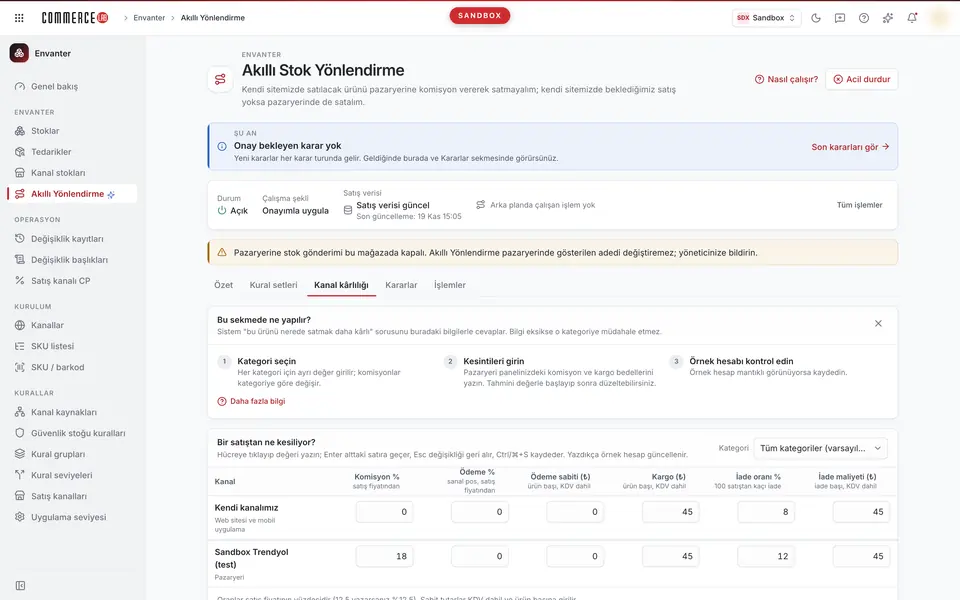 COMMERCE LAB
Envanter
Akıllı Yönlendirme
SANDBOX
SDX Sandbox
Envanter
Genel bakış
ENVANTER
Stoklar
Tedarikler
Kanal stokları
Akıllı Yönlendirme
OPERASYON
Değişiklik kayıtları
Değişiklik başlıkları
Satış kanalı CP
KURULUM
Kanallar
SKU listesi
SKU / barkod
KURALLAR
Kanal kaynakları
Güvenlik stoğu kuralları
Kural grupları
Kural seviyeleri
Satış kanalları
Uygulama seviyesi
ENVANTER
Akıllı Stok Yönlendirme
Kendi sitemizde satılacak ürünü pazaryerine komisyon vererek satmayalım; kendi sitemizde beklediğimiz satış
yoksa pazaryerinde de satalım.
Nasıl çalışır?
Acil durdur
ŞU AN
Onay bekleyen karar yok
Yeni kararlar her karar turunda gelir. Geldiğinde burada ve Kararlar sekmesinde görürsünüz.
Son kararları gör
Durum
Açık
Çalışma şekli
Onayımla uygula
Satış verisi
Satış verisi güncel
Son güncelleme: 19 Kas 15:05
Arka planda çalışan işlem yok
Tüm işlemler
Pazaryerine stok gönderimi bu mağazada kapalı. Akıllı Yönlendirme pazaryerinde gösterilen adedi değiştiremez; yöneticinize bildirin.
Özet
Kural setleri
Kanal kârlılığı
Kararlar
İşlemler
Bu sekmede ne yapılır?
Sistem "bu ürünü nerede satmak daha kârlı" sorusunu buradaki bilgilerle cevaplar. Bilgi eksikse o kategoriye müdahale etmez.
1 Kategori seçin
Her kategori için ayrı değer girilir; komisyonlar
kategoriye göre değişir.
2 Kesintileri girin
Pazaryeri panelinizdeki komisyon ve kargo bedellerini
yazın. Tahmini değerle başlayıp sonra düzeltebilirsiniz.
3 Örnek hesabı kontrol edin
Örnek hesap mantıklı görünüyorsa kaydedin.
Daha fazla bilgi
Bir satıştan ne kesiliyor?
Hücreye tıklayıp değeri yazın; Enter alttaki satıra geçer, Esc değişikliği geri alır, Ctrl/⌘+S kaydeder. Yazdıkça örnek hesap güncellenir.
Kategori
Tüm kategoriler (varsayıl...
Kanal
Komisyon %
satış fiyatından
Ödeme %
sanal pos, satış
fiyatından
Ödeme sabiti (₺)
ürün başı, KDV dahil
Kargo (₺)
ürün başı, KDV dahil
İade oranı %
100 satıştan kaçı iade
İade maliyeti (₺)
iade başı, KDV dahil
Kendi kanalımız
Web sitesi ve mobil
uygulama
0 0 0 45 8 45
Sandbox Trendyol
(test)
Pazaryeri
18 0 0 45 12 45